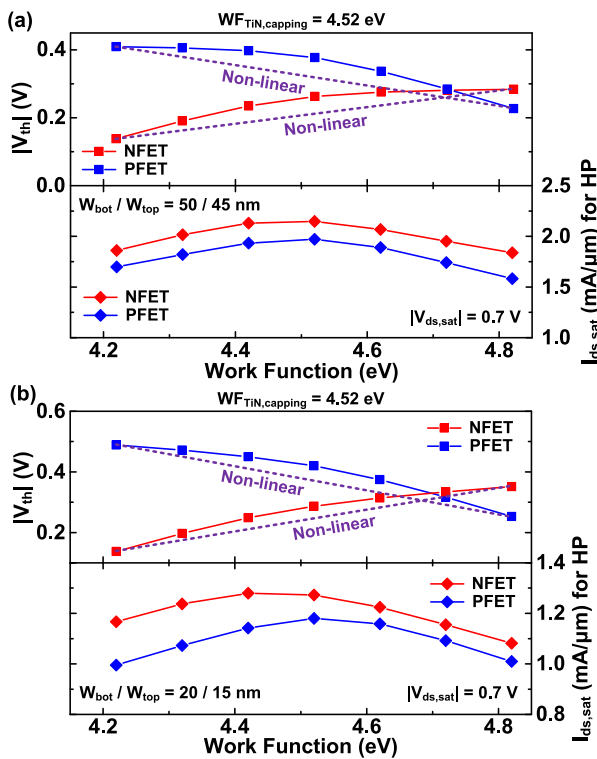 (a)
WF_TiN,capping = 4.52 eV
|V_th| (V)
0.4
0.2
0.0
Non-linear
Non-linear
NFET
PFET
I_ds,sat (mA/μm) for HP
2.5
2.0
1.5
1.0
W_bot / W_top = 50 / 45 nm
NFET
PFET
|V_ds,sat| = 0.7 V
4.2 4.4 4.6 4.8
Work Function (eV)
(b)
WF_TiN,capping = 4.52 eV
|V_th| (V)
0.6
0.4
0.2
NFET
PFET
Non-linear
Non-linear
I_ds,sat (mA/μm) for HP
1.4
1.2
1.0
0.8
NFET
PFET
W_bot / W_top = 20 / 15 nm
|V_ds,sat| = 0.7 V
4.2 4.4 4.6 4.8
Work Function (eV)